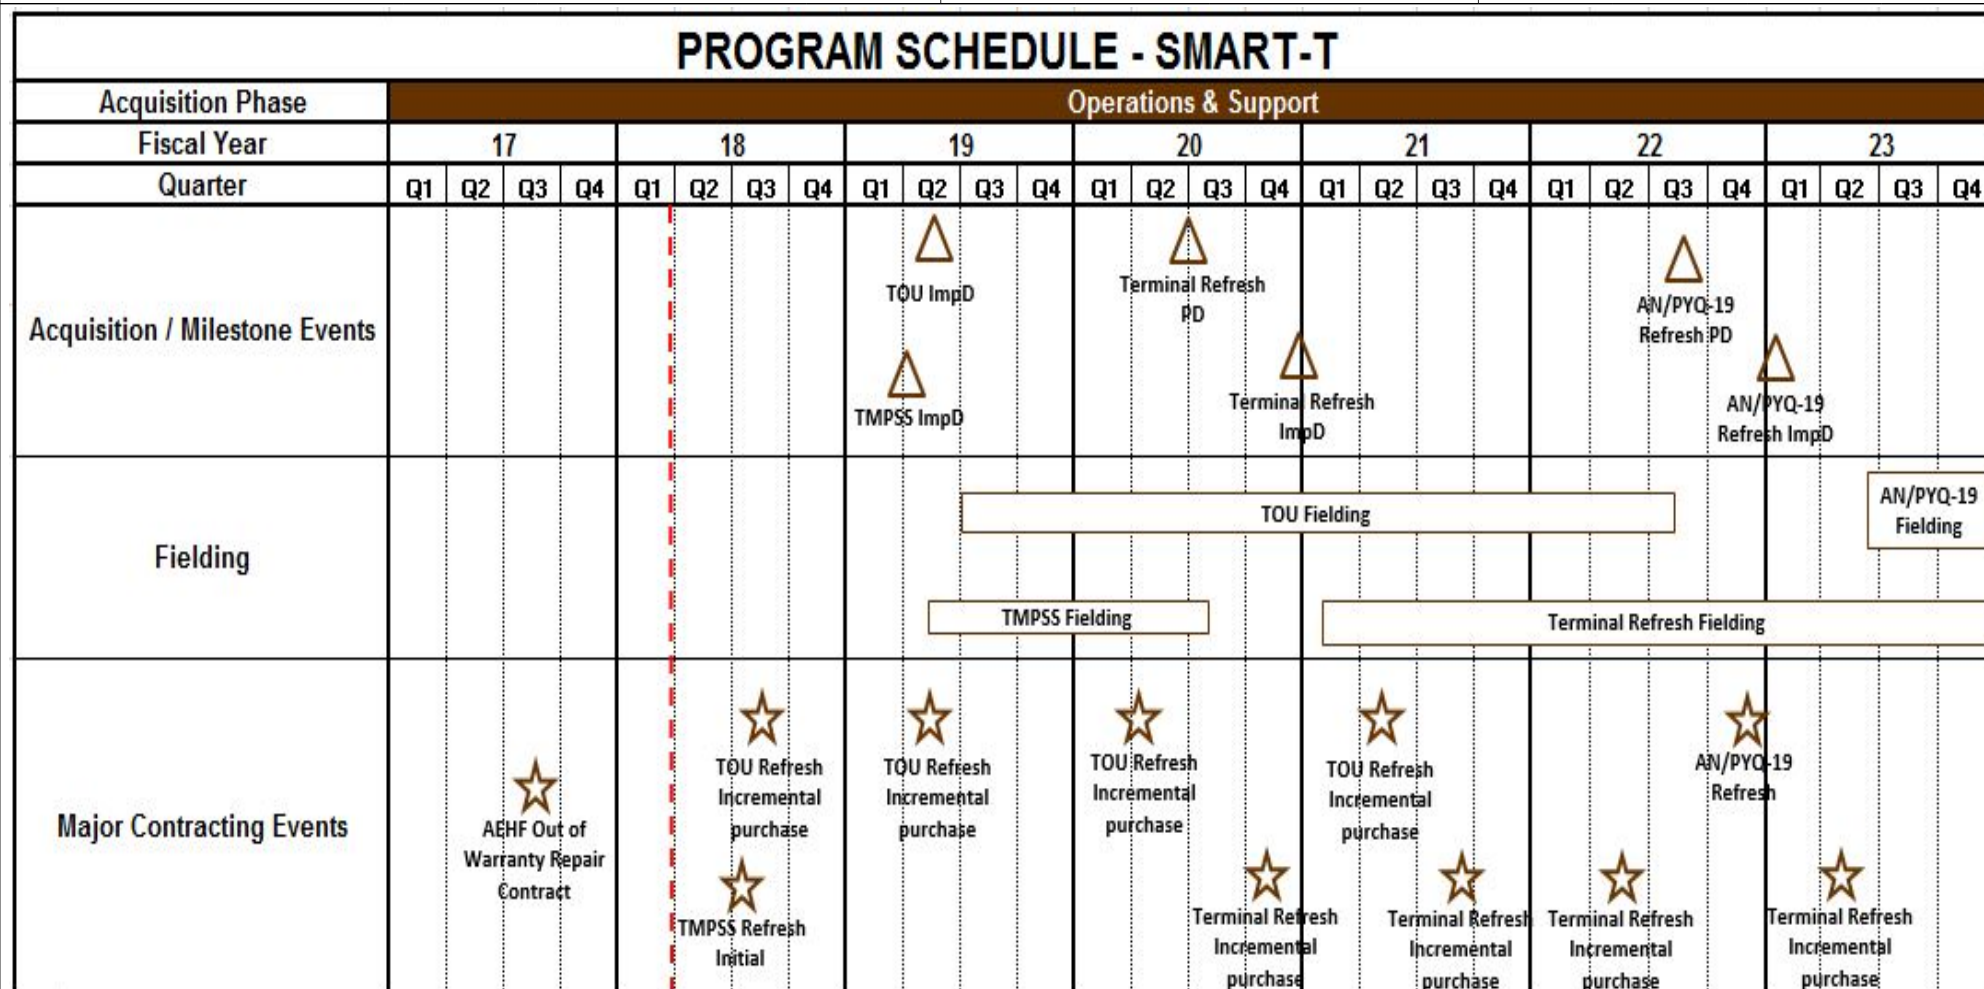 PROGRAM SCHEDULE - SMART-T
Acquisition Phase
Operations & Support
Fiscal Year
17 18 19 20 21 22 23
Quarter
Q1 Q2 Q3 Q4 Q1 Q2 Q3 Q4 Q1 Q2 Q3 Q4 Q1 Q2 Q3 Q4 Q1 Q2 Q3 Q4 Q1 Q2 Q3 Q4 Q1 Q2 Q3 Q4
Acquisition / Milestone Events
TOU ImpD
TMPSS ImpD
Terminal Refresh
PD
Terminal Refresh
ImpD
AN/PYQ-19
Refresh PD
AN/PYQ-19
Refresh ImpD
Fielding
TOU Fielding
AN/PYQ-19
Fielding
TMPSS Fielding
Terminal Refresh Fielding
Major Contracting Events
AEHF Out of
Warranty Repair
Contract
TOU Refresh
Incremental
purchase
TMPSS Refresh
Initial
TOU Refresh
Incremental
purchase
TOU Refresh
Incremental
purchase
Terminal Refresh
Incremental
purchase
TOU Refresh
Incremental
purchase
Terminal Refresh
Incremental
purchase
Terminal Refresh
Incremental
purchase
AN/PYQ-19
Refresh
Terminal Refresh
Incremental
purchase